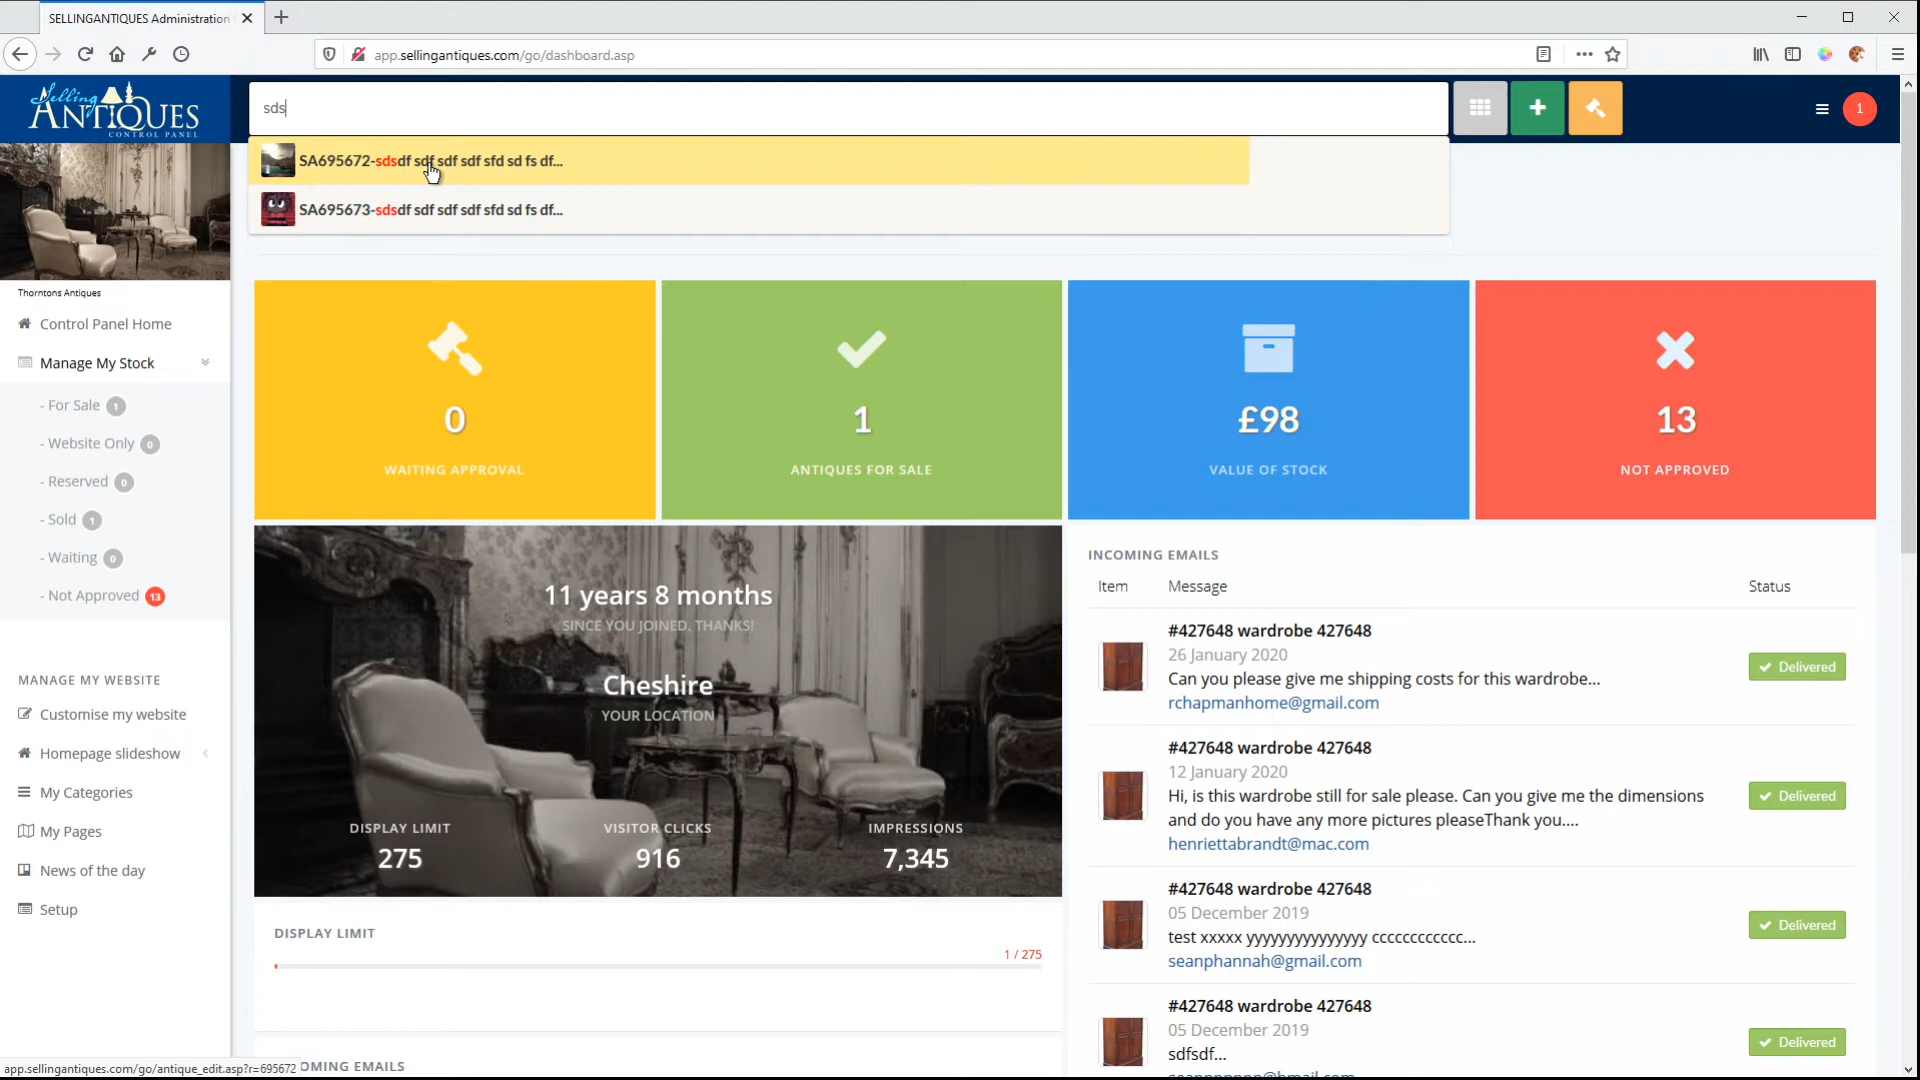 SELLINGANTIQUES Administration
app.sellingantiques.com/go/dashboard.asp
Selling
ANTIQUES
CONTROL PANEL
sds
1
SA695672-sdsdf sdf sdf sdf sfd sd fs df...
SA695673-sdsdf sdf sdf sdf sfd sd fs df...
Thorntons Antiques
Control Panel Home
Manage My Stock
- For Sale 1
- Website Only 0
- Reserved 0
- Sold 1
- Waiting 0
- Not Approved 13
MANAGE MY WEBSITE
Customise my website
Homepage slideshow
My Categories
My Pages
News of the day
Setup
0
WAITING APPROVAL
1
ANTIQUES FOR SALE
£98
VALUE OF STOCK
13
NOT APPROVED
11 years 8 months
SINCE YOU JOINED. THANKS!
Cheshire
YOUR LOCATION
DISPLAY LIMIT
275
VISITOR CLICKS
916
IMPRESSIONS
7,345
DISPLAY LIMIT
1 / 275
OMING EMAILS
INCOMING EMAILS
Item Message Status
#427648 wardrobe 427648
26 January 2020
Can you please give me shipping costs for this wardrobe...
rchapmanhome@gmail.com
Delivered
#427648 wardrobe 427648
12 January 2020
Hi, is this wardrobe still for sale please. Can you give me the dimensions
and do you have any more pictures pleaseThank you....
henriettabrandt@mac.com
Delivered
#427648 wardrobe 427648
05 December 2019
test xxxxx yyyyyyyyyyyyyyy cccccccccccc...
seanphannah@gmail.com
Delivered
#427648 wardrobe 427648
05 December 2019
sdfsdf...
Delivered
app.sellingantiques.com/go/antique_edit.asp?r=695672